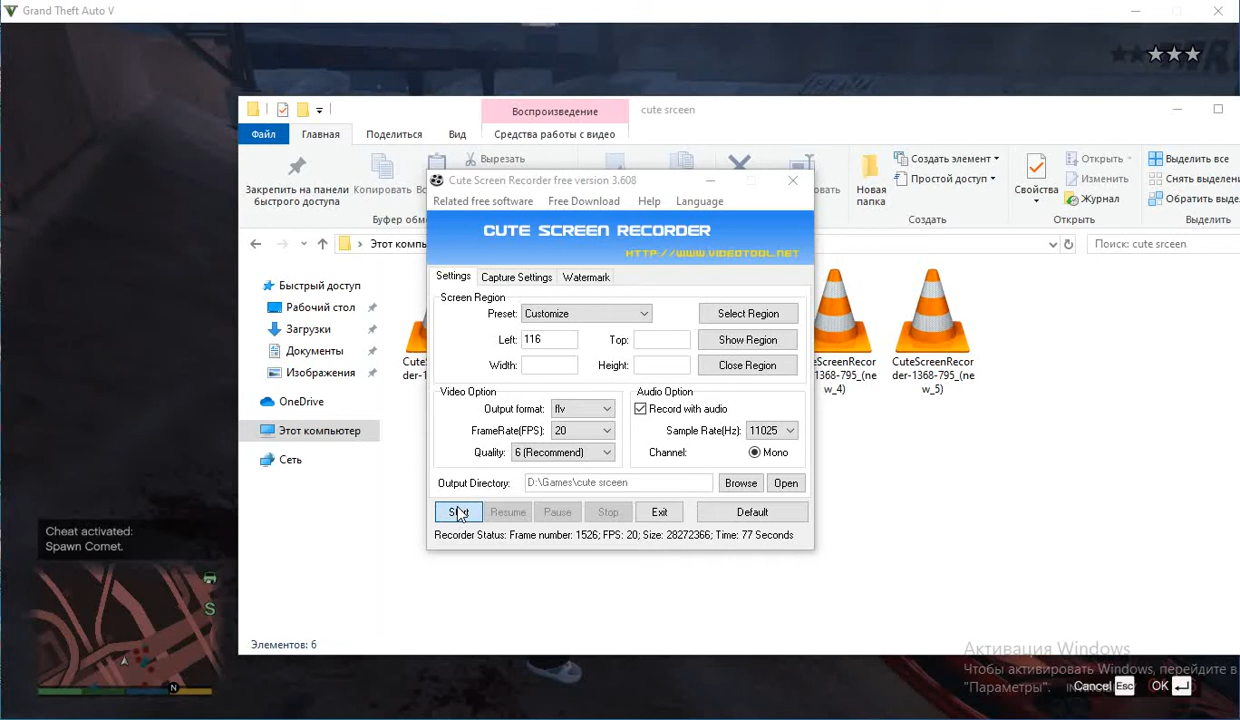 Grand Theft Auto V
Воспроизведение
cute srceen
Файл
Главная
Поделиться
Вид
Средства работы с видео
Закрепить на панели
быстрого доступа
Копировать
Вырезать
Новая
папка
Создать элемент
Простой доступ
Создать
Свойства
Открыть
Изменить
Журнал
Открыть
Выделить все
Снять выделени
Обратить выде
Выделить
Этот комп
Поиск: cute srceen
Быстрый доступ
Рабочий стол
Загрузки
Документы
Изображения
OneDrive
Этот компьютер
Сеть
Элементов: 6
CuteScreenRecor
der-1368-795_(ne
w_5)
der-1368-795_(ne
w_4)
Cute Screen Recorder free version 3.608
Related free software
Free Download
Help
Language
CUTE SCREEN RECORDER
HTTP://WWW.VIDEOTOOL.NET
Settings
Capture Settings
Watermark
Screen Region
Preset: Customize
Select Region
Left: 116
Top:
Show Region
Width:
Height:
Close Region
Video Option
Audio Option
Output format: flv
Record with audio
FrameRate(FPS): 20
Sample Rate(Hz): 11025
Quality: 6 (Recommend)
Channel: Mono
Output Directory: D:\Games\cute srceen
Browse
Open
Resume
Pause
Stop
Exit
Default
Recorder Status: Frame number: 1526; FPS: 20; Size: 28272366; Time: 77 Seconds
Cheat activated:
Spawn Comet.
S
N
Активация Windows
Чтобы активировать Windows, перейдите в
"Параметры".
Cancel Esc
OK